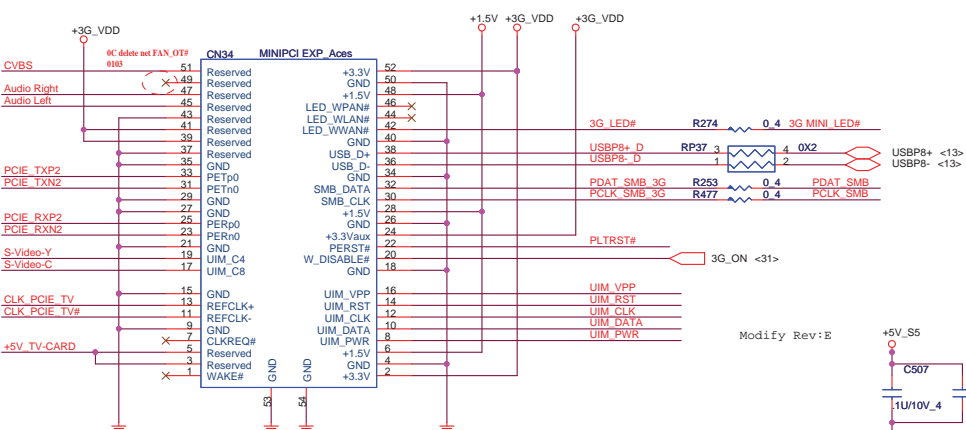 +1.5V +3G_VDD +3G_VDD
+3G_VDD
0C delete net FAN_OT#
0103
CN34 MINIPCI EXP_Aces
CVBS 51 Reserved +3.3V 52
49 Reserved GND 50
Audio Right 47 Reserved +1.5V 48
Audio Left 45 Reserved LED_WPAN# 46
43 Reserved LED_WLAN# 44
41 Reserved LED_WWAN# 42 3G_LED# R274 0_4 3G MINI_LED#
39 Reserved GND 40
37 Reserved USB_D+ 38 USBP8+_D RP37 3 4 0X2 USBP8+ <13>
35 GND USB_D- 36 USBP8-_D 1 2 USBP8- <13>
PCIE_TXP2 33 PETp0 GND 34
PCIE_TXN2 31 PETn0 SMB_DATA 32 PDAT_SMB_3G R253 0_4 PDAT_SMB
29 GND SMB_CLK 30 PCLK_SMB_3G R477 0_4 PCLK_SMB
27 GND +1.5V 28
PCIE_RXP2 25 PERp0 GND 26
PCIE_RXN2 23 PERn0 +3.3Vaux 24
21 GND PERST# 22 PLTRST#
S-Video-Y 19 UIM_C4 W_DISABLE# 20 3G_ON <31>
S-Video-C 17 UIM_C8 GND 18
15 GND UIM_VPP 16 UIM_VPP
CLK_PCIE_TV 13 REFCLK+ UIM_RST 14 UIM_RST
CLK_PCIE_TV# 11 REFCLK- UIM_CLK 12 UIM_CLK
9 GND UIM_DATA 10 UIM_DATA
7 CLKREQ# UIM_PWR 8 UIM_PWR
+5V_TV-CARD 5 Reserved +1.5V 6
3 Reserved GND 4
1 WAKE# +3.3V 2
GND GND
53 54
Modify Rev:E
+5V_S5
C507
.1U/10V_4